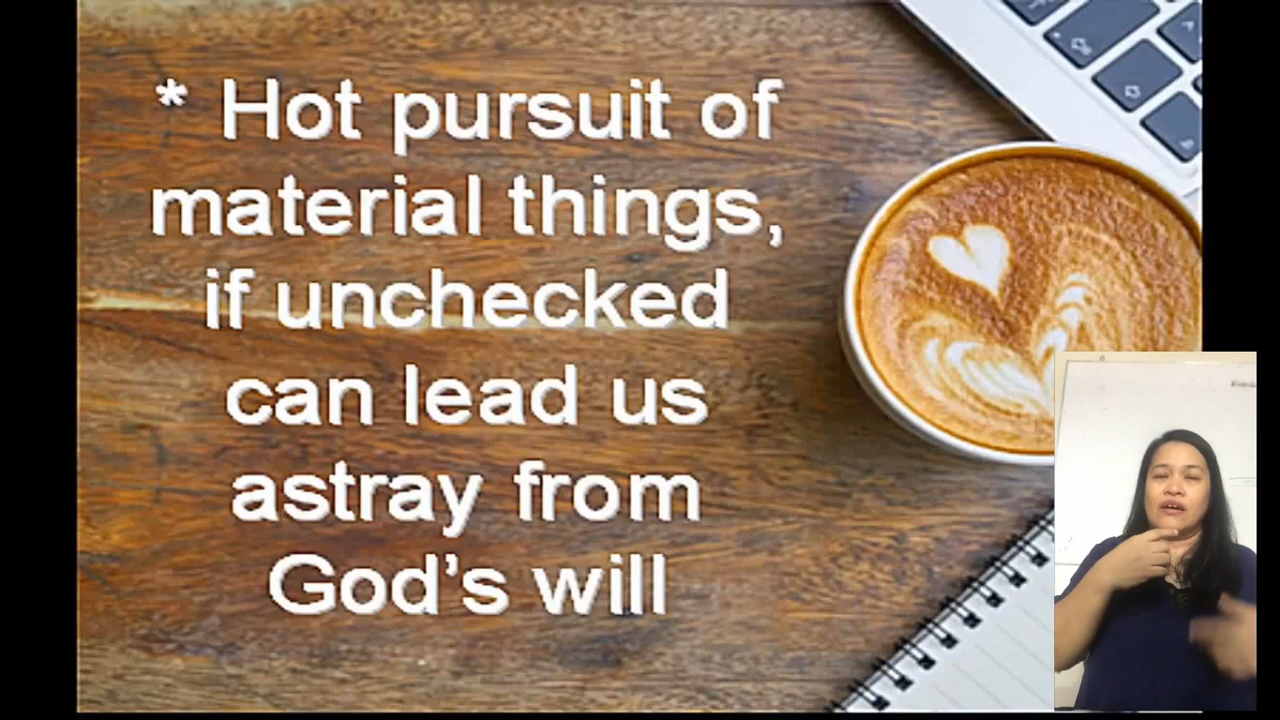 * Hot pursuit of
material things,
if unchecked
can lead us
astray from
God's will